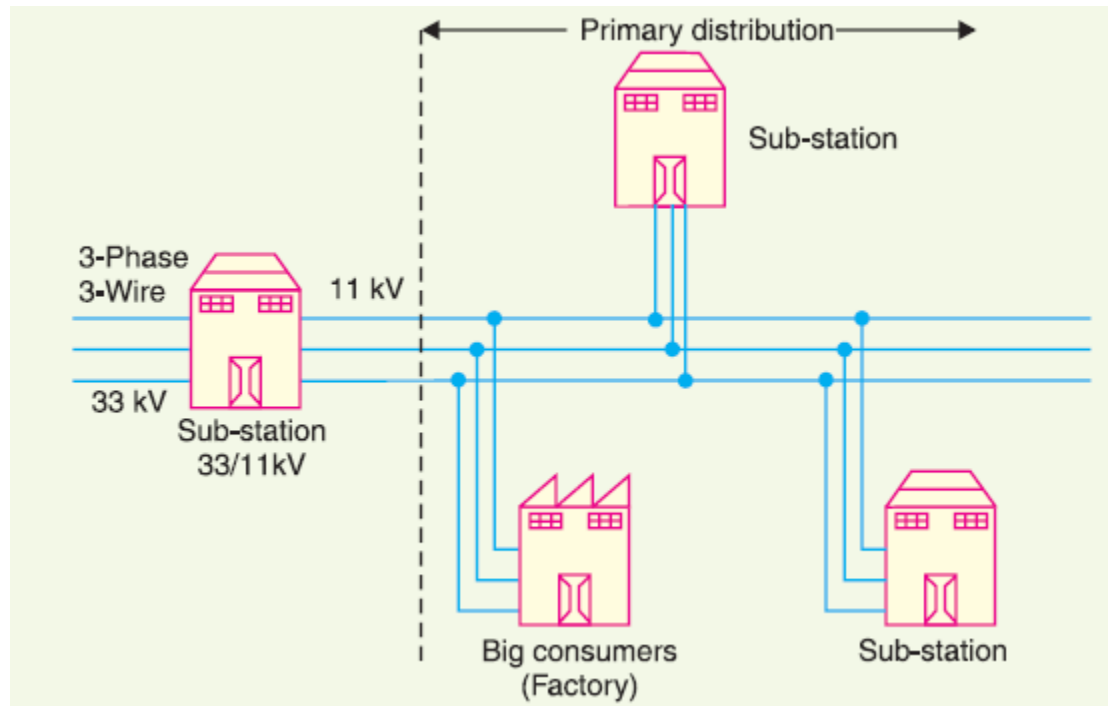 Primary distribution
Sub-station
3-Phase
3-Wire
11 kV
33 kV
Sub-station
33/11kV
Big consumers
(Factory)
Sub-station